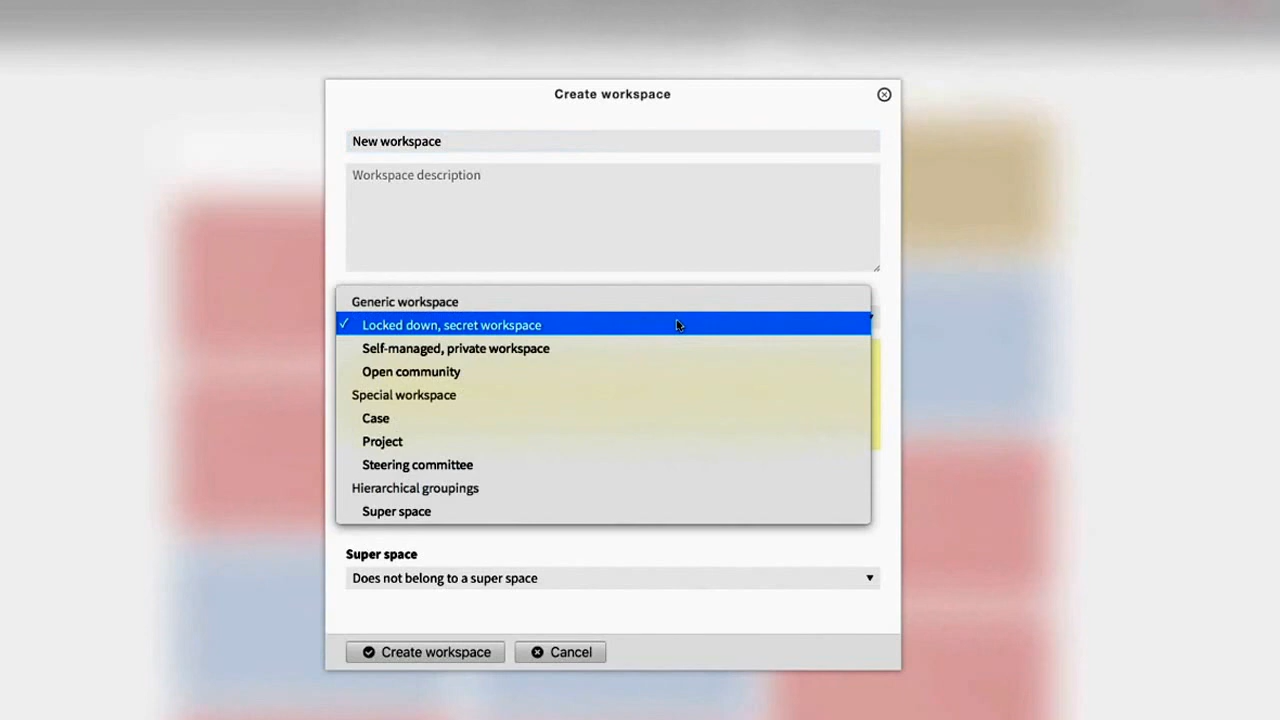 Create workspace
New workspace
Workspace description
Generic workspace
Locked down, secret workspace
Self-managed, private workspace
Open community
Special workspace
Case
Project
Steering committee
Hierarchical groupings
Super space
Super space
Does not belong to a super space
Create workspace
Cancel